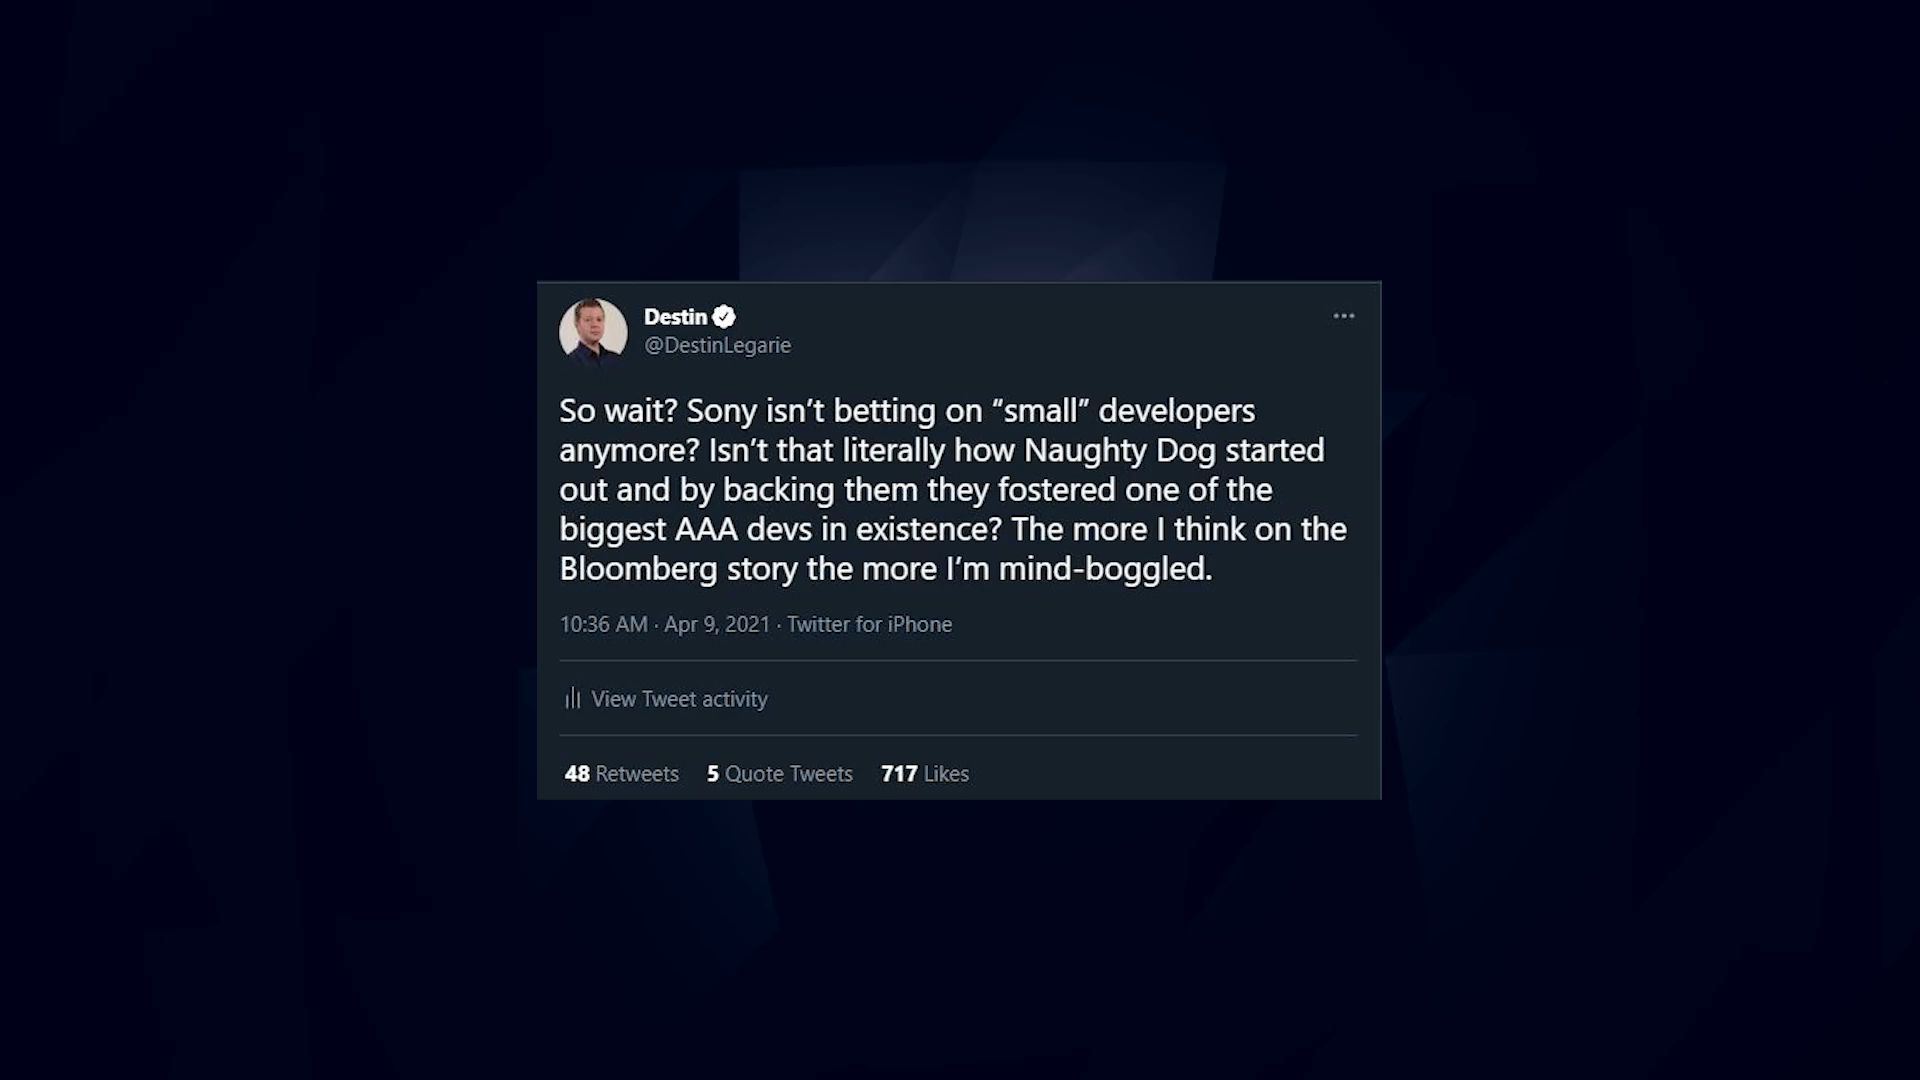 Destin
@DestinLegarie
So wait? Sony isn’t betting on “small” developers
anymore? Isn’t that literally how Naughty Dog started
out and by backing them they fostered one of the
biggest AAA devs in existence? The more I think on the
Bloomberg story the more I’m mind-boggled.
10:36 AM · Apr 9, 2021 · Twitter for iPhone
View Tweet activity
48 Retweets 5 Quote Tweets 717 Likes